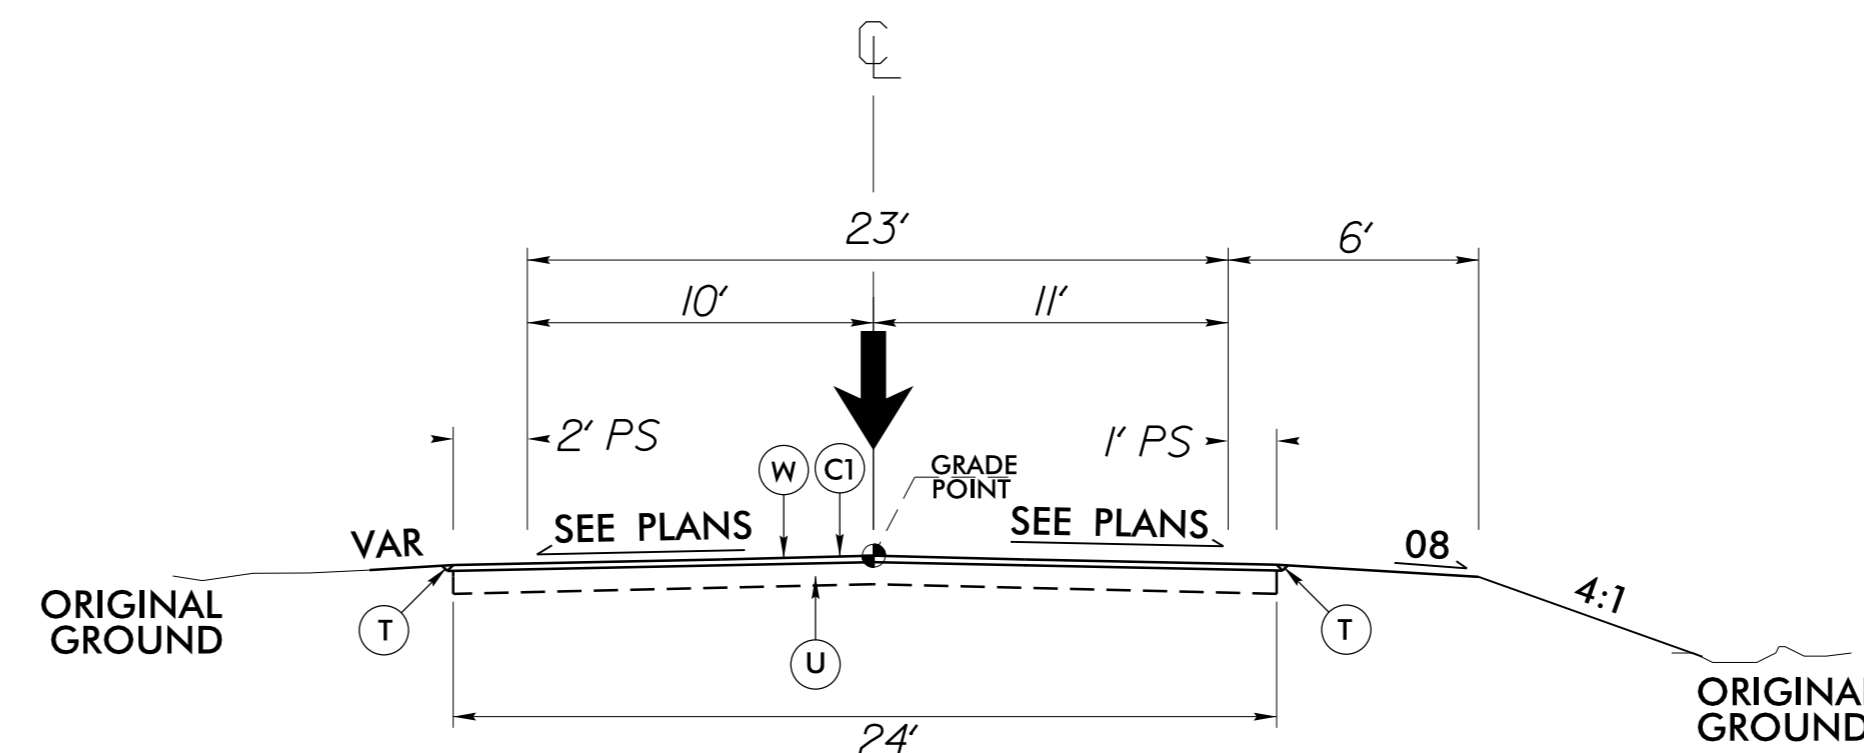 ℄
23'
6'
10'
11'
2' PS
1' PS
W
C1
GRADE
POINT
SEE PLANS
SEE PLANS
VAR
08
4:1
ORIGINAL
GROUND
T
T
U
ORIGINAL
GROUND
24'